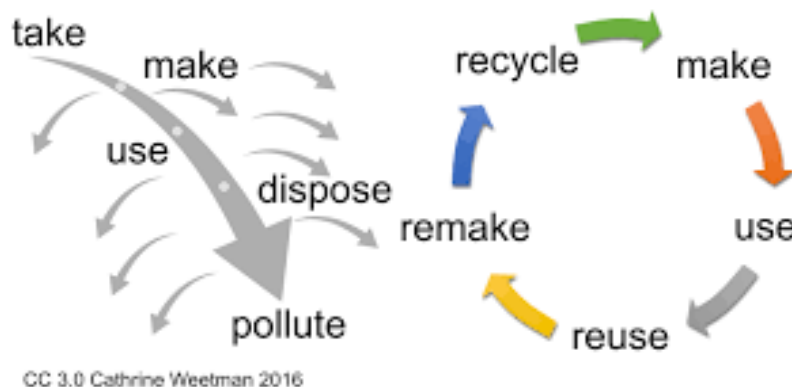 take
make
use
dispose
pollute
recycle
make
use
reuse
remake
CC 3.0 Cathrine Weetman 2016